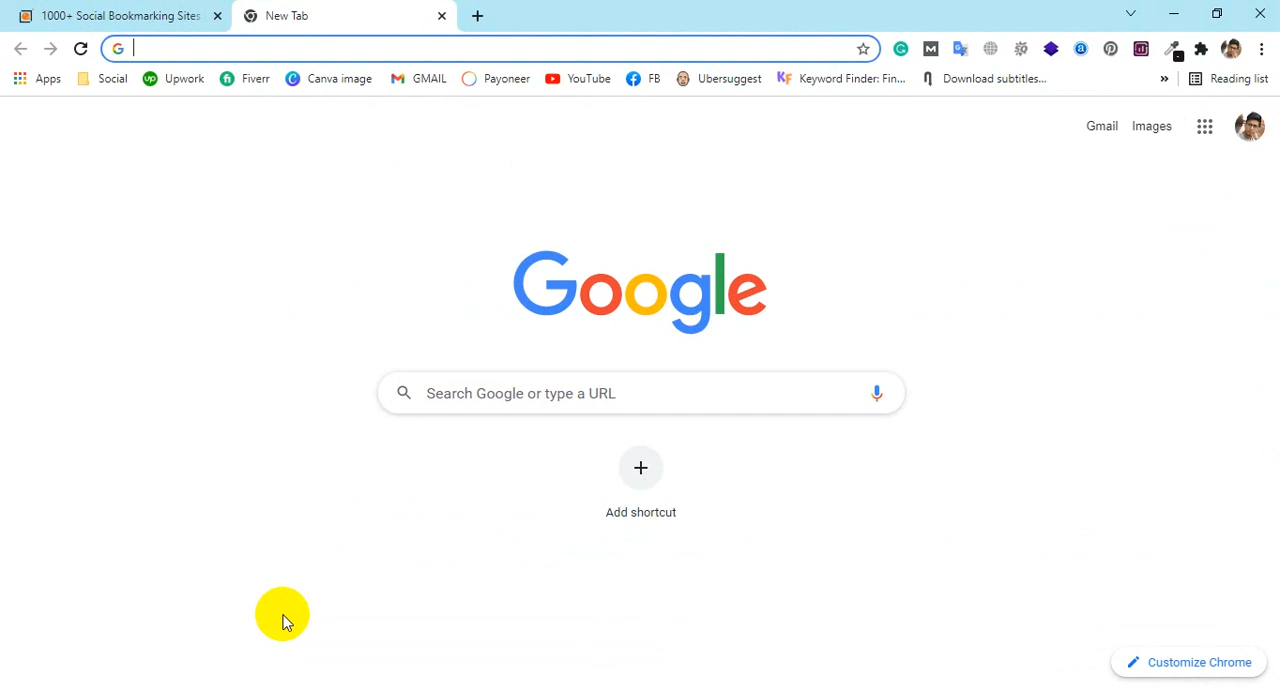 1000+ Social Bookmarking Sites
New Tab
Apps Social Upwork Fiverr Canva image GMAIL Payoneer YouTube FB Ubersuggest Keyword Finder: Fin... Download subtitles... » Reading list
Gmail Images
Google
Search Google or type a URL
Add shortcut
Customize Chrome